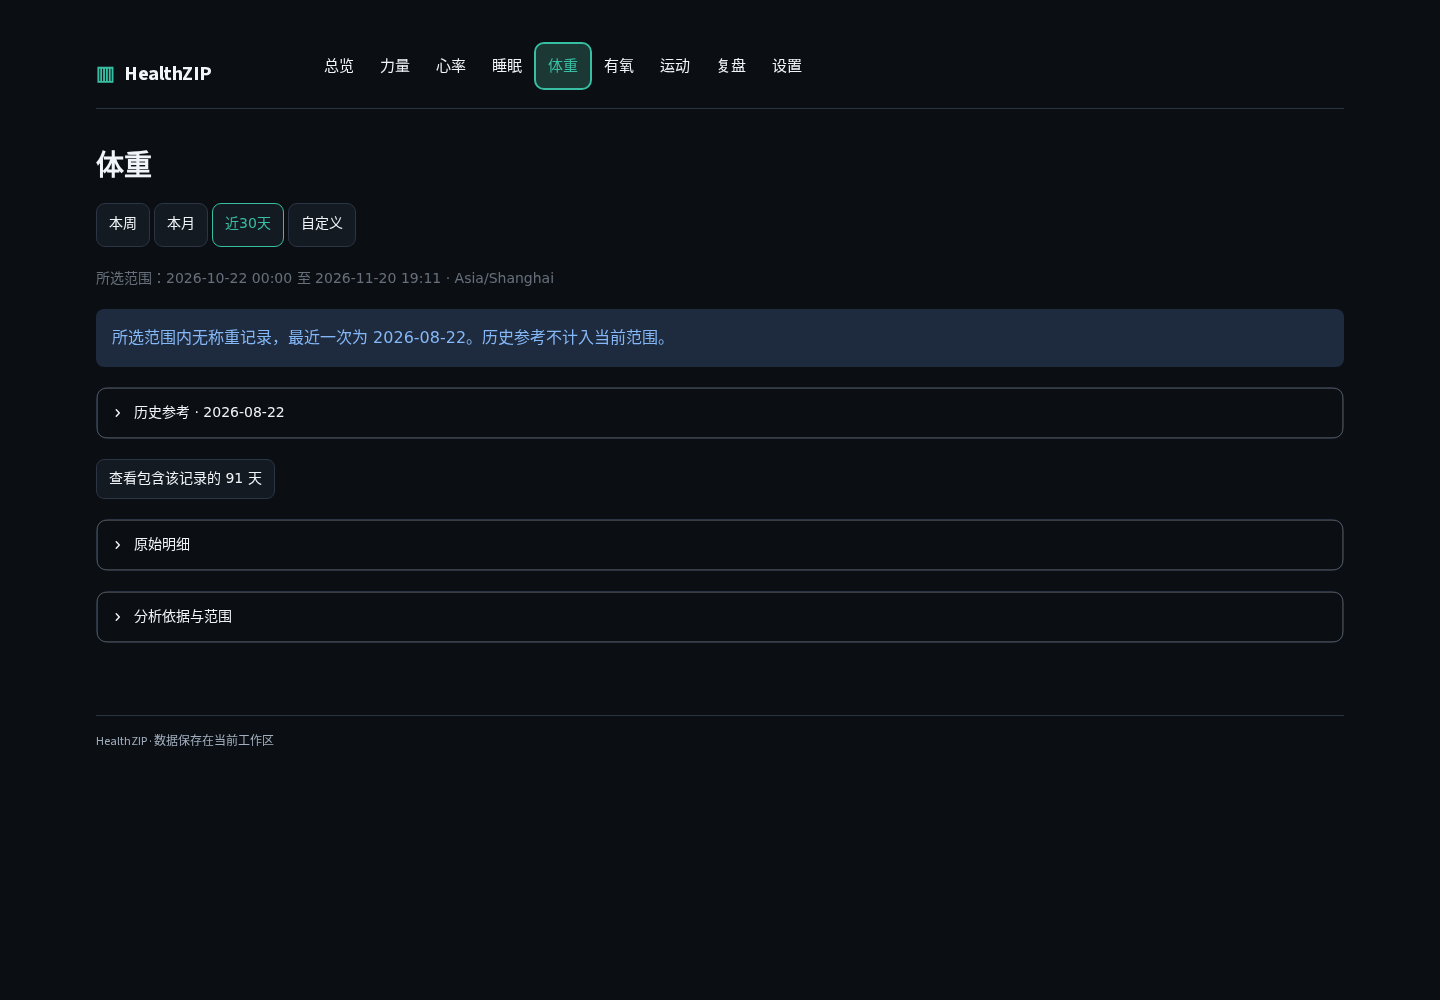 HealthZIP 总览 力量 心率 睡眠 体重 有氧 运动 复盘 设置
体重
本周 本月 近30天 自定义
所选范围：2026-10-22 00:00 至 2026-11-20 19:11 · Asia/Shanghai
所选范围内无称重记录，最近一次为 2026-08-22。历史参考不计入当前范围。
历史参考 · 2026-08-22
查看包含该记录的 91 天
原始明细
分析依据与范围
HealthZIP · 数据保存在当前工作区